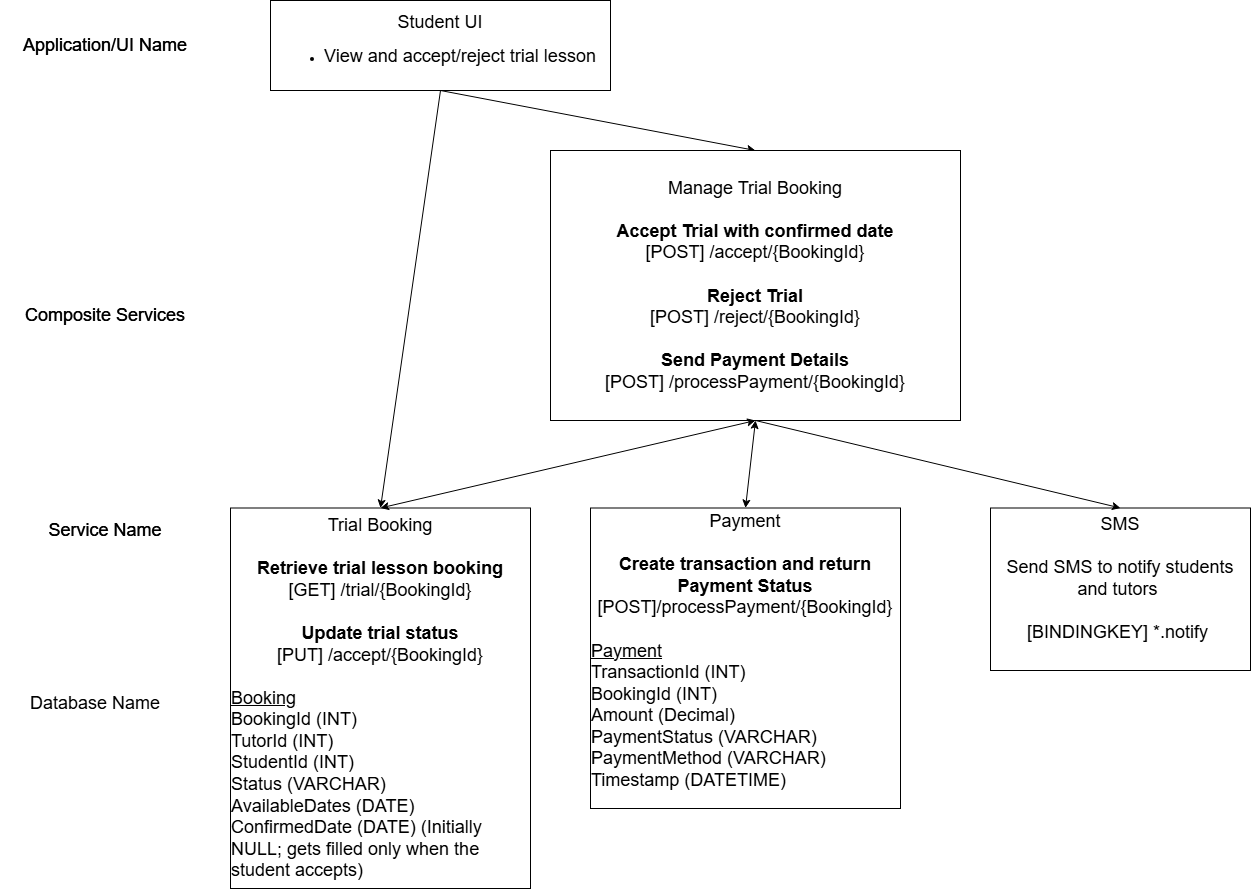 Student UI
Application/UI Name
• View and accept/reject trial lesson
Manage Trial Booking
Accept Trial with confirmed date
[POST] /accept/{BookingId}
Reject Trial
[POST] /reject/{BookingId}
Composite Services
Send Payment Details
[POST] /processPayment/{BookingId}
Service Name
Trial Booking
Retrieve trial lesson booking
[GET] /trial/{BookingId}
Update trial status
[PUT] /accept/{BookingId}
Database Name
Booking
BookingId (INT)
TutorId (INT)
StudentId (INT)
Status (VARCHAR)
AvailableDates (DATE)
ConfirmedDate (DATE) (Initially
NULL; gets filled only when the
student accepts)
Payment
Create transaction and return
Payment Status
[POST]/processPayment/{BookingId}
Payment
TransactionId (INT)
BookingId (INT)
Amount (Decimal)
PaymentStatus (VARCHAR)
PaymentMethod (VARCHAR)
Timestamp (DATETIME)
SMS
Send SMS to notify students
and tutors
[BINDINGKEY] *.notify